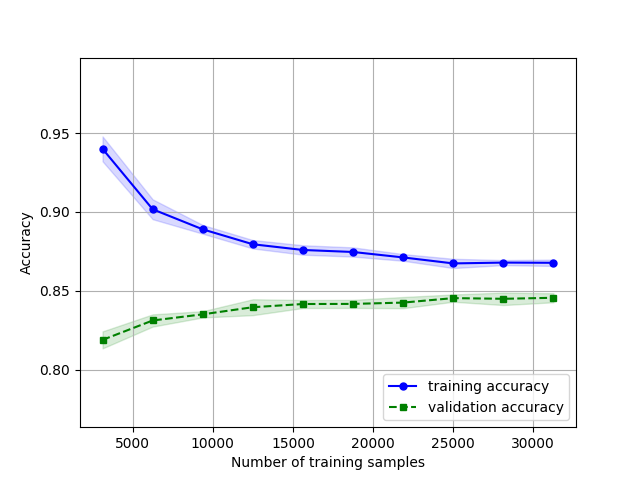 Accuracy
0.95
0.90
0.85
0.80
training accuracy
validation accuracy
5000 10000 15000 20000 25000 30000
Number of training samples